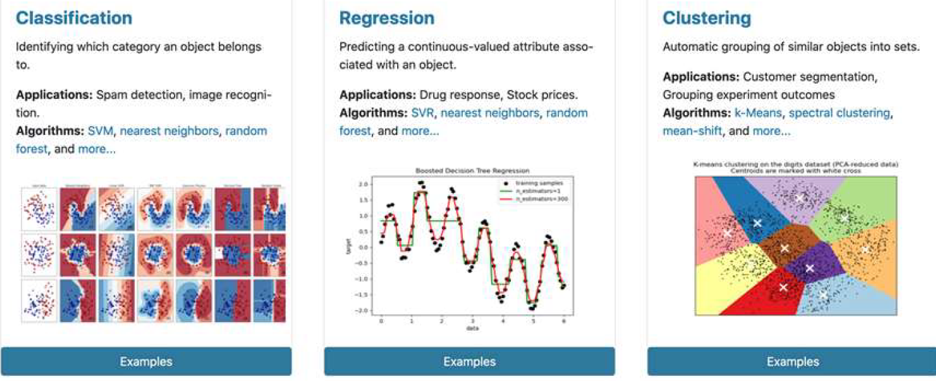 Classification
Identifying which category an object belongs
to.
Applications: Spam detection, image recogni-
tion.
Algorithms: SVM, nearest neighbors, random
forest, and more...
Examples
Regression
Predicting a continuous-valued attribute asso-
ciated with an object.
Applications: Drug response, Stock prices.
Algorithms: SVR, nearest neighbors, random
forest, and more...
Boosted Decision Tree Regression
training samples
n_estimators=1
n_estimators=300
target
2.0
1.5
1.0
0.5
0.0
-0.5
-1.0
-1.5
-2.0
0 1 2 3 4 5 6
data
Examples
Clustering
Automatic grouping of similar objects into sets.
Applications: Customer segmentation,
Grouping experiment outcomes
Algorithms: k-Means, spectral clustering,
mean-shift, and more...
K-means clustering on the digits dataset (PCA-reduced data)
Centroids are marked with white cross
Examples